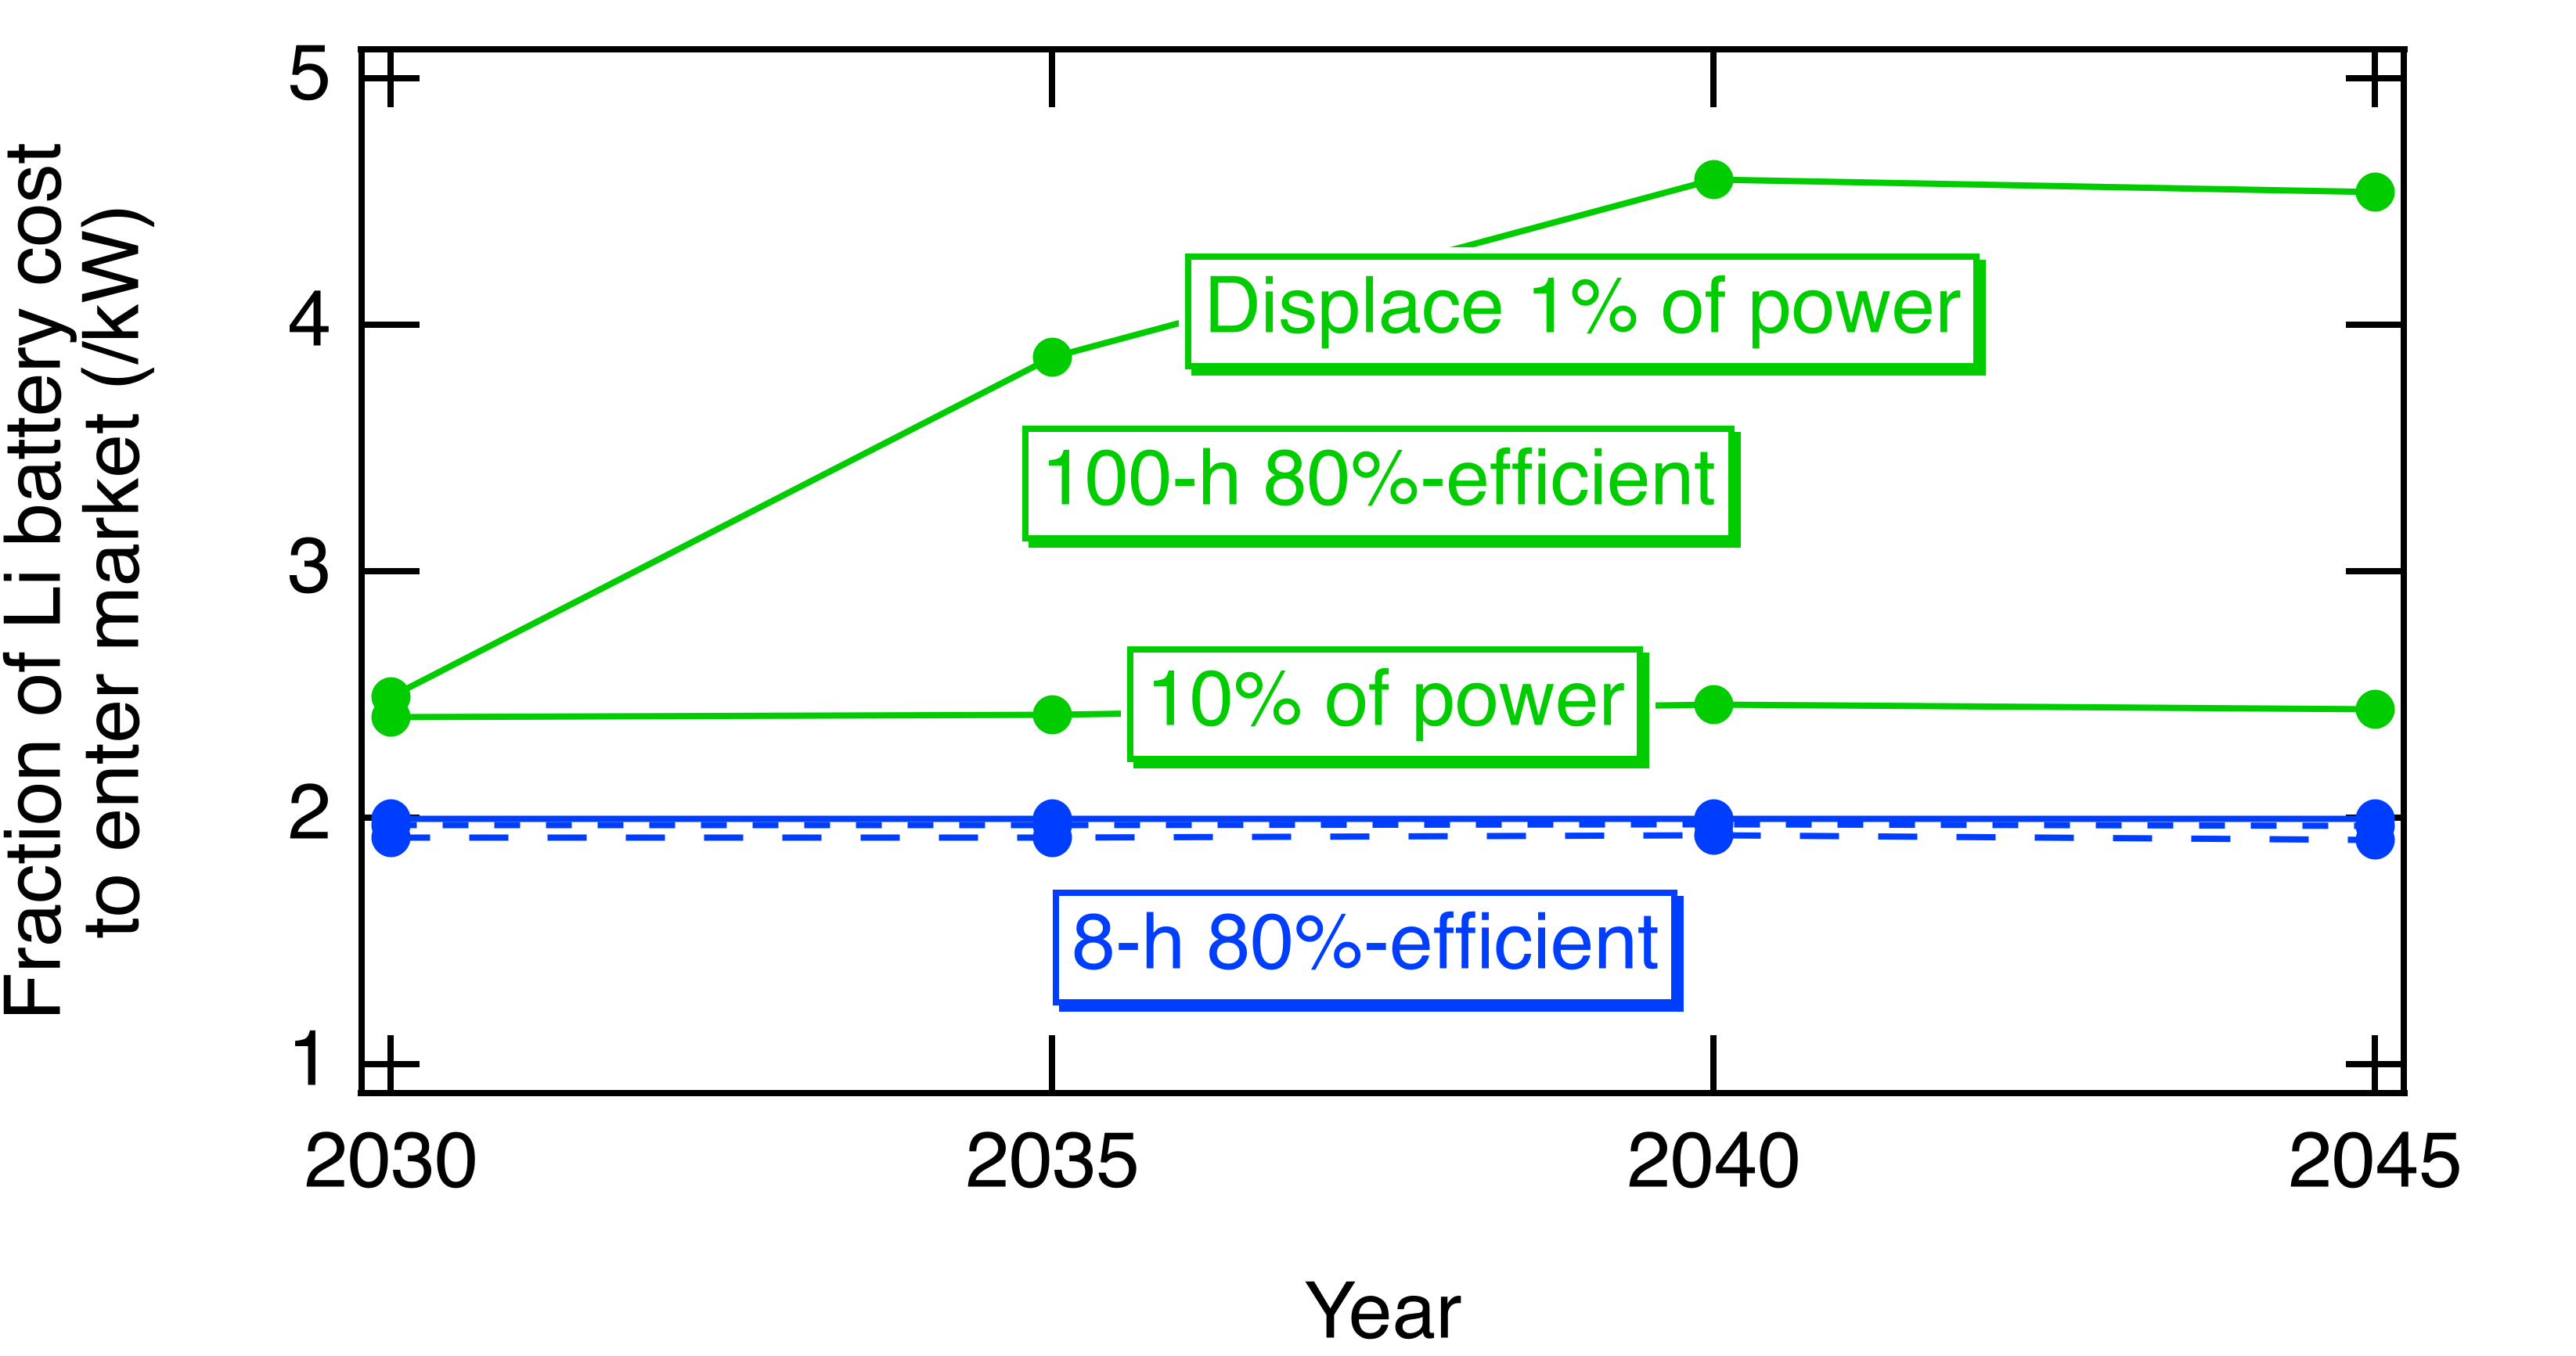 Fraction of Li battery cost
to enter market (/kW)
5
4
3
2
1
Displace 1% of power
100-h 80%-efficient
10% of power
8-h 80%-efficient
2030 2035 2040 2045
Year